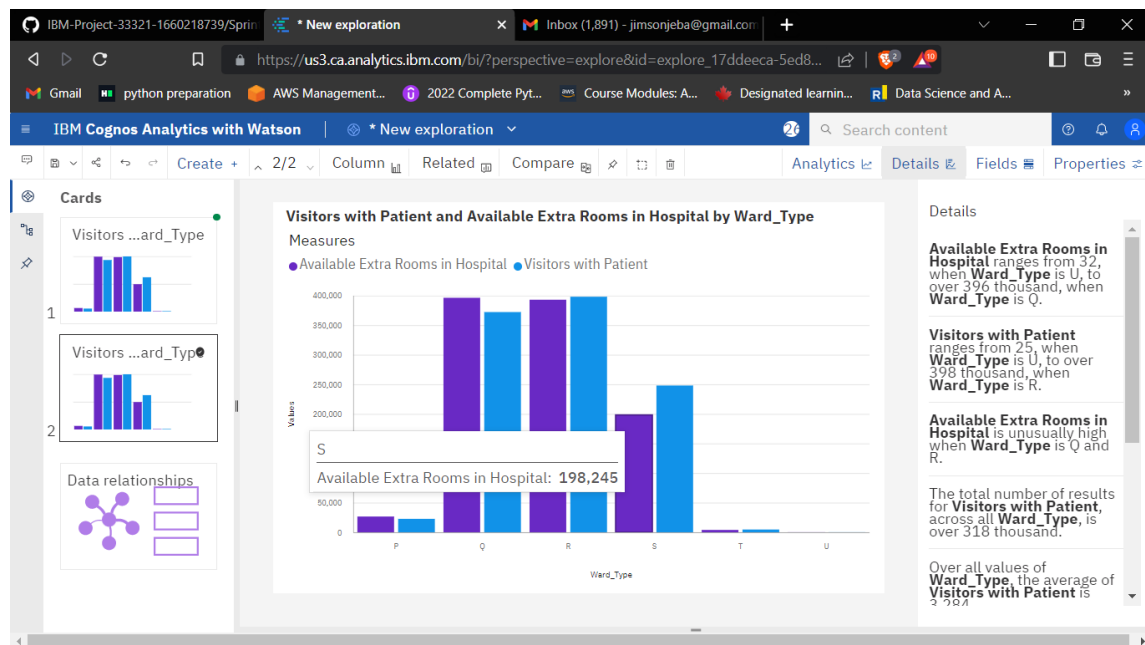 IBM-Project-33321-1660218739/Sprin
* New exploration
Inbox (1,891) - jimsonjeba@gmail.com
https://us3.ca.analytics.ibm.com/bi/?perspective=explore&id=explore_17ddeeca-5ed8...
Gmail
python preparation
AWS Management...
2022 Complete Pyt...
Course Modules: A...
Designated learnin...
Data Science and A...
»
IBM Cognos Analytics with Watson
* New exploration
Search content
Create +
2/2
Column
Related
Compare
Analytics
Details
Fields
Properties
Cards
Visitors ...ard_Type
1
Visitors ...ard_Type
2
Data relationships
Visitors with Patient and Available Extra Rooms in Hospital by Ward_Type
Measures
Available Extra Rooms in Hospital
Visitors with Patient
400,000
350,000
300,000
250,000
200,000
50,000
0
Values
S
Available Extra Rooms in Hospital: 198,245
P Q R S T U
Ward_Type
Details
Available Extra Rooms in
Hospital ranges from 32,
when Ward_Type is U, to
over 396 thousand, when
Ward_Type is Q.
Visitors with Patient
ranges from 25, when
Ward_Type is U, to over
398 thousand, when
Ward_Type is R.
Available Extra Rooms in
Hospital is unusually high
when Ward_Type is Q and
R.
The total number of results
for Visitors with Patient,
across all Ward_Type, is
over 318 thousand.
Over all values of
Ward_Type, the average of
Visitors with Patient is
3.284